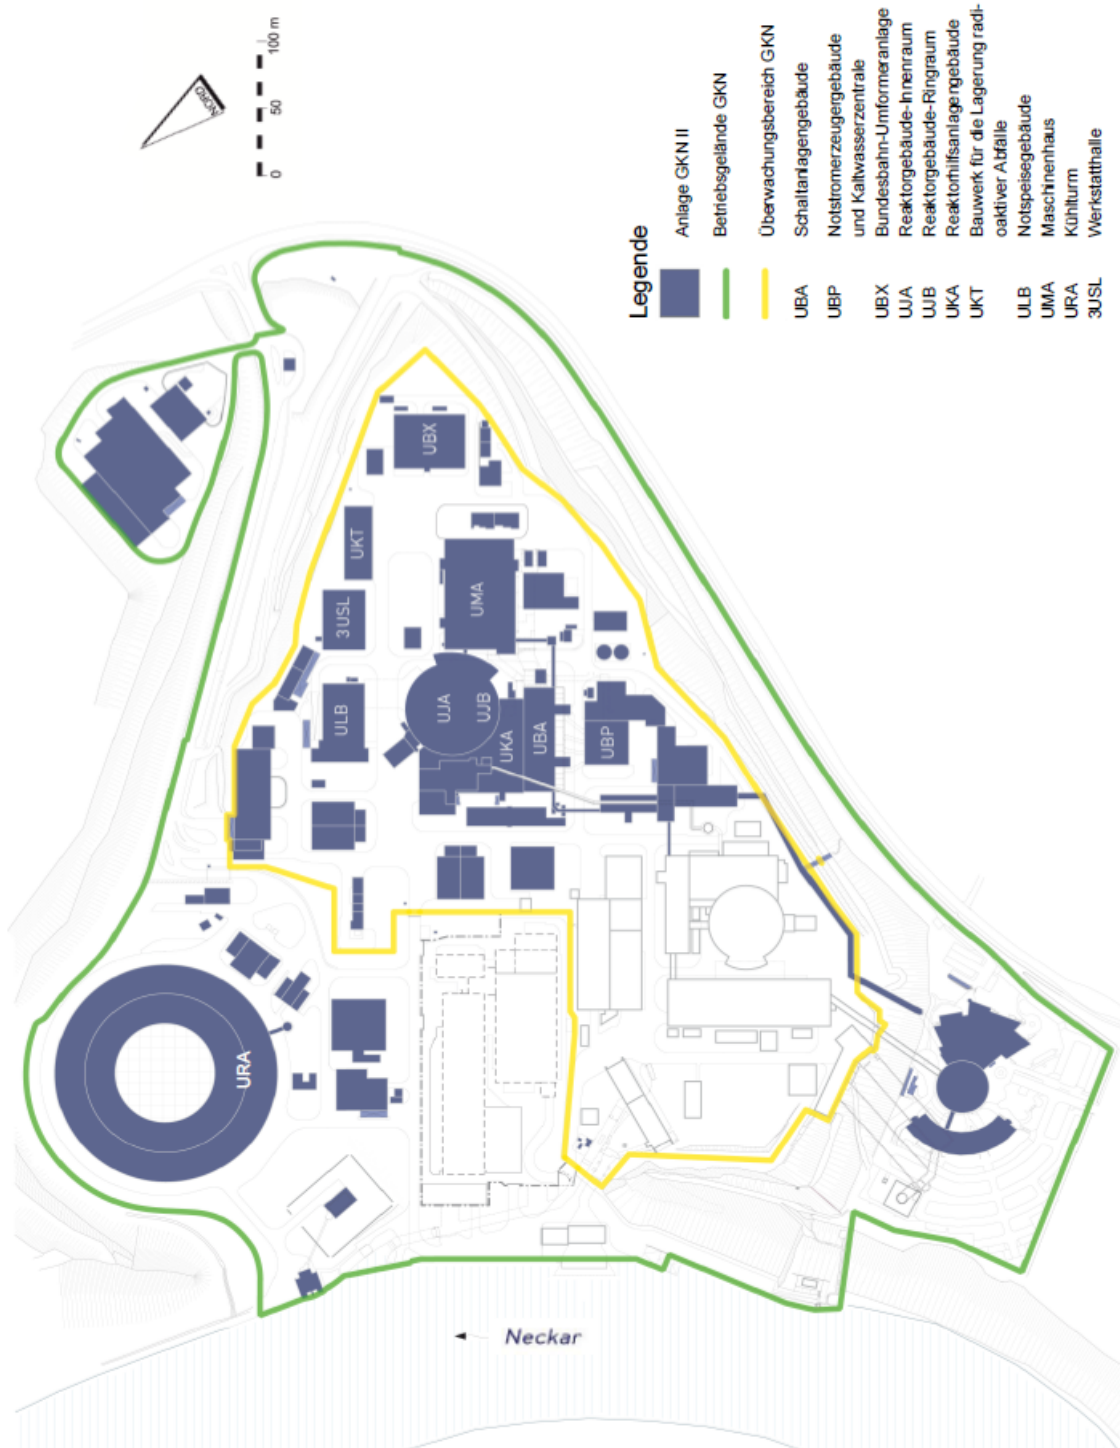 NORD
0 50 100 m
Legende
Anlage GKN II
Betriebsgelände GKN
Überwachungsbereich GKN
UBA Schaltanlagengebäude
UBP Notstromerzeugergebäude
und Kaltwasserzentrale
UBX Bundesbahn-Umformeranlage
UJA Reaktorgebäude-Innenraum
UJB Reaktorgebäude-Ringraum
UKA Reaktorhilfsanlagengebäude
UKT Bauwerk für die Lagerung radi-
oaktiver Abfälle
ULB Notspeisegebäude
UMA Maschinenhaus
URA Kühlturm
3USL Werkstatthalle
UBX
UKT
3USL
UMA
ULB
UJA
UJB
UKA
UBA
UBP
URA
Neckar